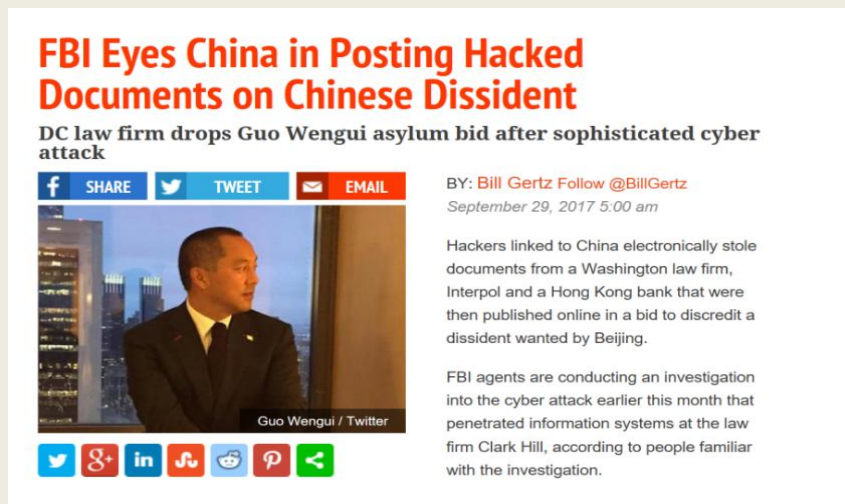 FBI Eyes China in Posting Hacked
Documents on Chinese Dissident
DC law firm drops Guo Wengui asylum bid after sophisticated cyber
attack
SHARE
TWEET
EMAIL
Guo Wengui / Twitter
BY: Bill Gertz Follow @BillGertz
September 29, 2017 5:00 am
Hackers linked to China electronically stole
documents from a Washington law firm,
Interpol and a Hong Kong bank that were
then published online in a bid to discredit a
dissident wanted by Beijing.
FBI agents are conducting an investigation
into the cyber attack earlier this month that
penetrated information systems at the law
firm Clark Hill, according to people familiar
with the investigation.